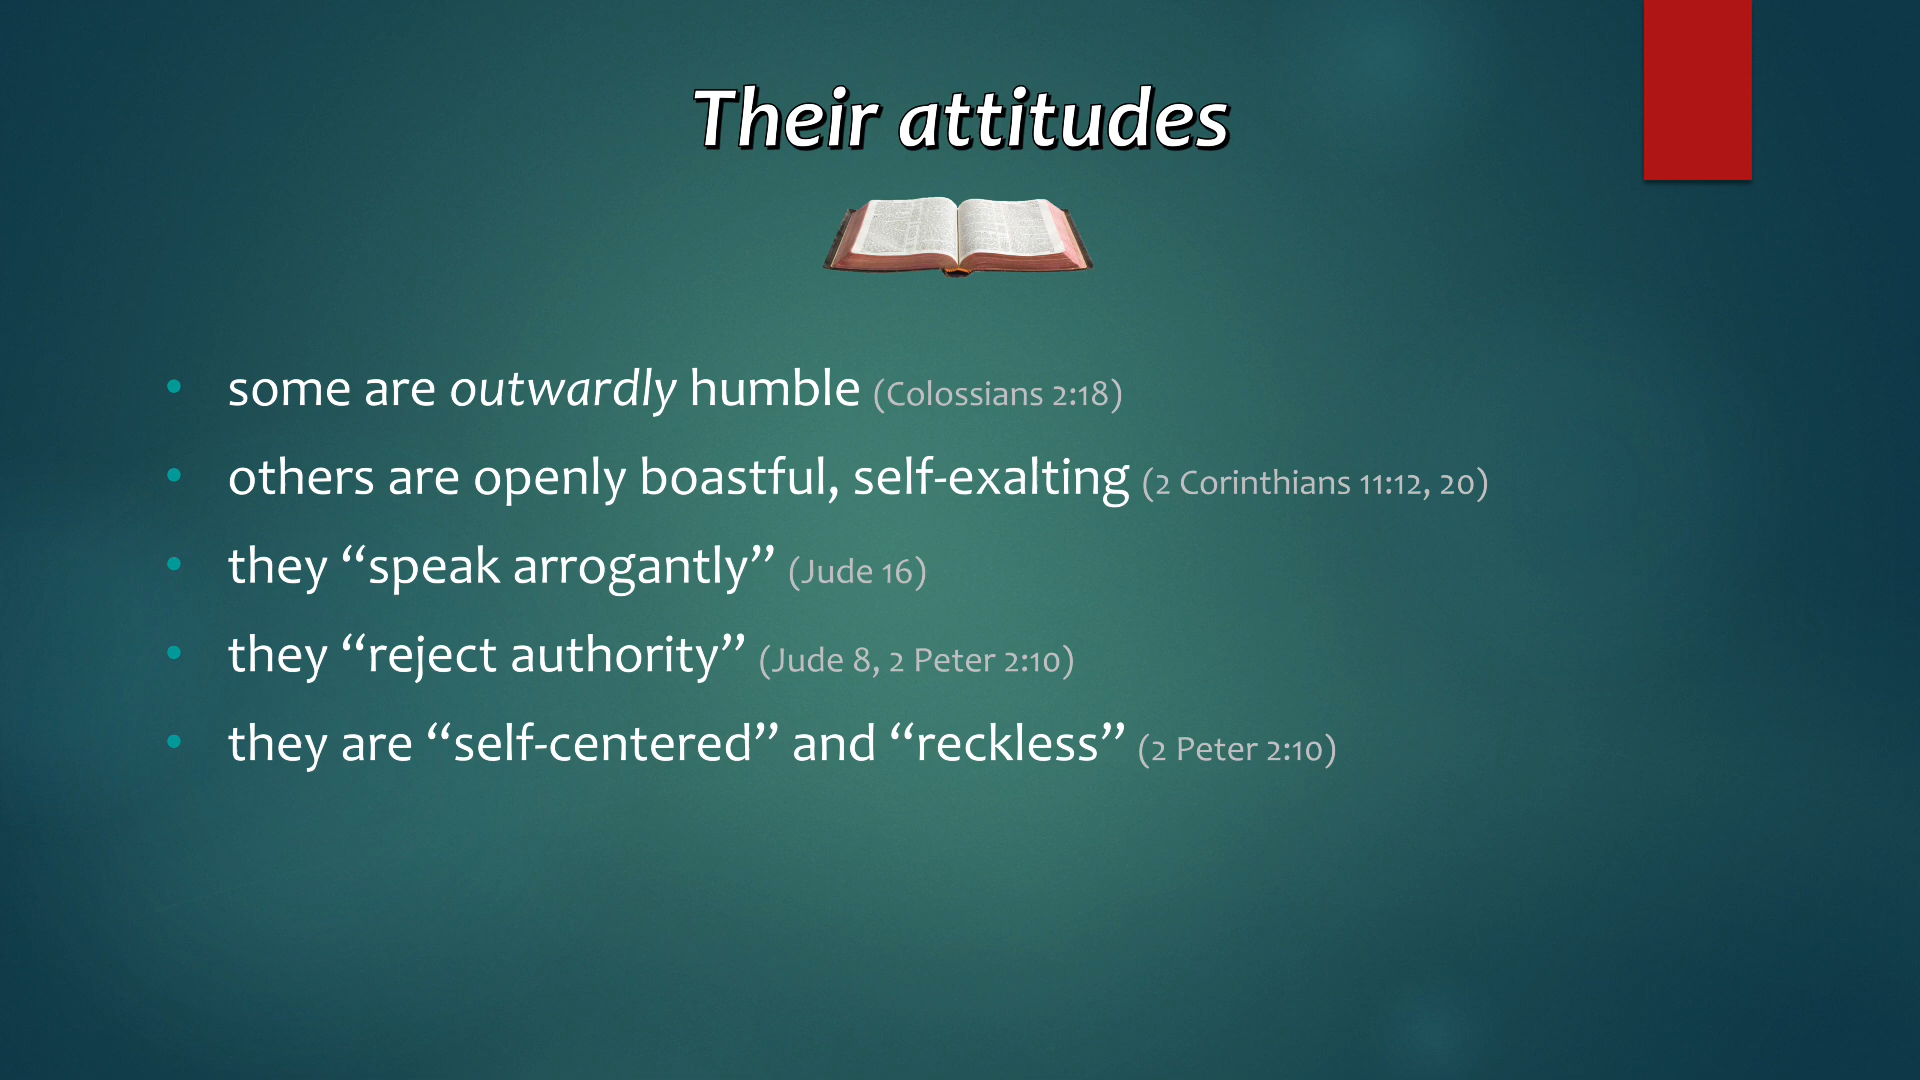 Their attitudes
• some are outwardly humble (Colossians 2:18)
• others are openly boastful, self-exalting (2 Corinthians 11:12, 20)
• they “speak arrogantly” (Jude 16)
• they “reject authority” (Jude 8, 2 Peter 2:10)
• they are “self-centered” and “reckless” (2 Peter 2:10)